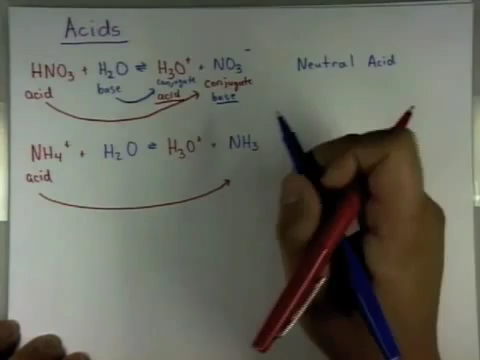 Acids
HNO₃ + H₂O ⇌ H₃O⁺ + NO₃⁻
acid base conjugate acid conjugate base
Neutral Acid
NH₄⁺ + H₂O ⇌ H₃O⁺ + NH₃
acid